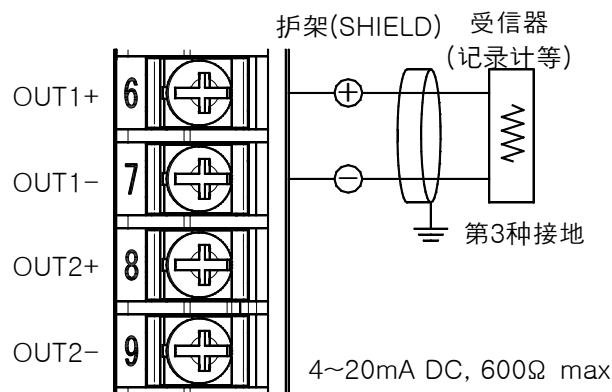 护架(SHIELD)
受信器
(记录计等)
OUT1+ 6
OUT1- 7
OUT2+ 8
OUT2- 9
+
-
第3种接地
4~20mA DC, 600Ω max